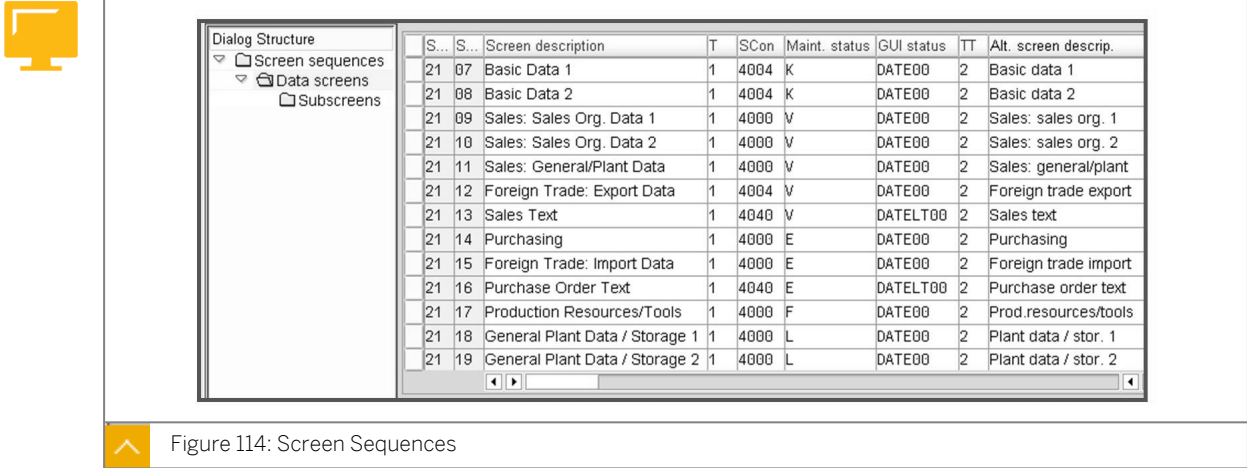 Dialog Structure
Screen sequences
Data screens
Subscreens
S... S... Screen description T SCon Maint. status GUI status TT Alt. screen descrip.
21 07 Basic Data 1 1 4004 K DATE00 2 Basic data 1
21 08 Basic Data 2 1 4004 K DATE00 2 Basic data 2
21 09 Sales: Sales Org. Data 1 1 4000 V DATE00 2 Sales: sales org. 1
21 10 Sales: Sales Org. Data 2 1 4000 V DATE00 2 Sales: sales org. 2
21 11 Sales: General/Plant Data 1 4000 V DATE00 2 Sales: general/plant
21 12 Foreign Trade: Export Data 1 4004 V DATE00 2 Foreign trade export
21 13 Sales Text 1 4040 V DATELT00 2 Sales text
21 14 Purchasing 1 4000 E DATE00 2 Purchasing
21 15 Foreign Trade: Import Data 1 4000 E DATE00 2 Foreign trade import
21 16 Purchase Order Text 1 4040 E DATELT00 2 Purchase order text
21 17 Production Resources/Tools 1 4000 F DATE00 2 Prod.resources/tools
21 18 General Plant Data / Storage 1 1 4000 L DATE00 2 Plant data / stor. 1
21 19 General Plant Data / Storage 2 1 4000 L DATE00 2 Plant data / stor. 2
Figure 114: Screen Sequences